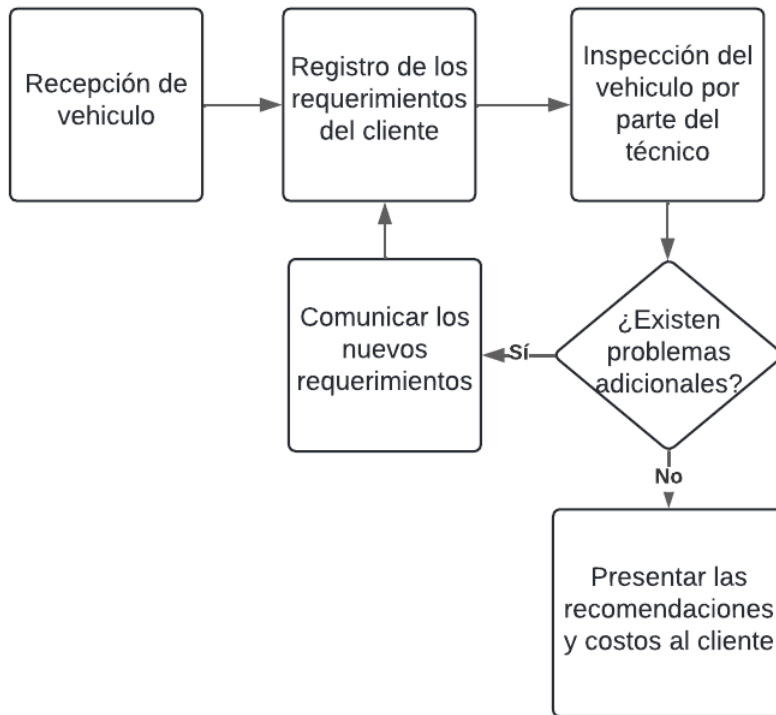 Recepción de
vehiculo
Registro de los
requerimientos
del cliente
Inspección del
vehiculo por
parte del
técnico
¿Existen
problemas
adicionales?
Sí
Comunicar los
nuevos
requerimientos
No
Presentar las
recomendaciones
y costos al cliente